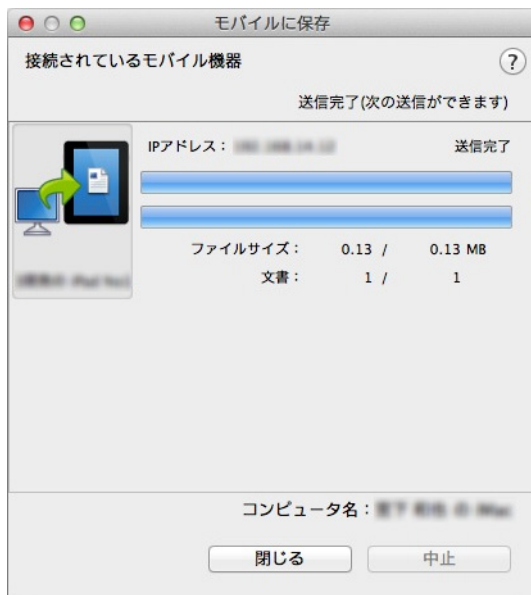 モバイルに保存
接続されているモバイル機器
?
送信完了(次の送信ができます)
IPアドレス： 送信完了
ファイルサイズ： 0.13 / 0.13 MB
文書： 1 / 1
コンピュータ名：
閉じる 中止